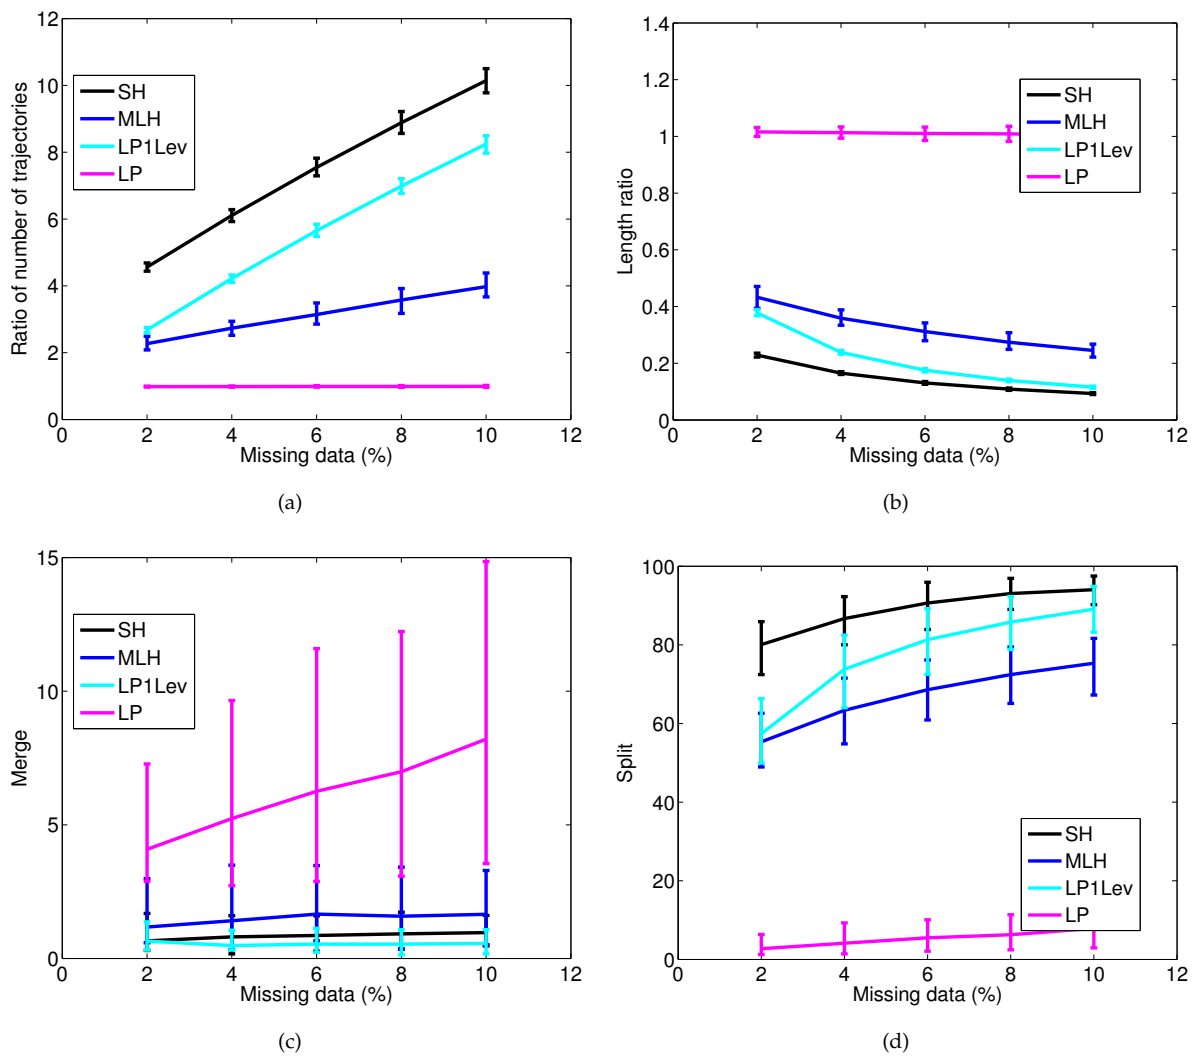 12
10
8
6
4
2
0
Ratio of number of trajectories
SH
MLH
LP1Lev
LP
0 2 4 6 8 10 12
Missing data (%)
(a)
1.4
1.2
1
0.8
0.6
0.4
0.2
0
Length ratio
SH
MLH
LP1Lev
LP
0 2 4 6 8 10 12
Missing data (%)
(b)
15
10
5
0
Merge
SH
MLH
LP1Lev
LP
0 2 4 6 8 10 12
Missing data (%)
(c)
100
80
60
40
20
0
Split
SH
MLH
LP1Lev
LP
0 2 4 6 8 10 12
Missing data (%)
(d)